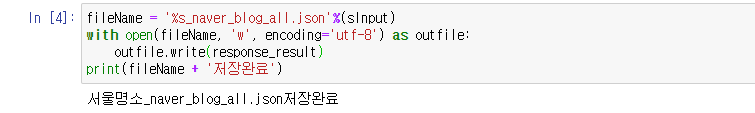 In [4]: fileName = '%s_naver_blog_all.json'%(sInput)
with open(fileName, 'w', encoding='utf-8') as outfile:
    outfile.write(response_result)
print(fileName + '저장완료')
서울명소_naver_blog_all.json저장완료